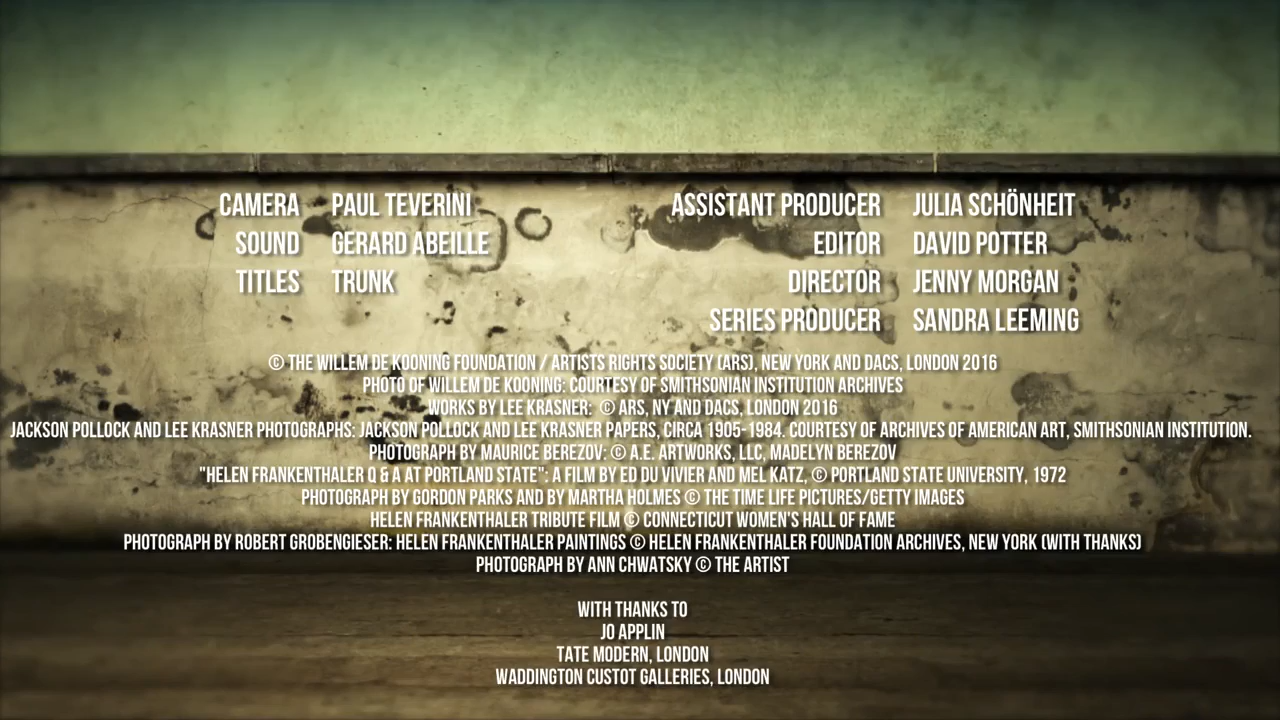 CAMERA PAUL TEVERINI
SOUND GERARD ABEILLE
TITLES TRUNK
ASSISTANT PRODUCER JULIA SCHÖNHEIT
EDITOR DAVID POTTER
DIRECTOR JENNY MORGAN
SERIES PRODUCER SANDRA LEEMING
© THE WILLEM DE KOONING FOUNDATION / ARTISTS RIGHTS SOCIETY (ARS), NEW YORK AND DACS, LONDON 2016
PHOTO OF WILLEM DE KOONING: COURTESY OF SMITHSONIAN INSTITUTION ARCHIVES
WORKS BY LEE KRASNER: © ARS, NY AND DACS, LONDON 2016
JACKSON POLLOCK AND LEE KRASNER PHOTOGRAPHS: JACKSON POLLOCK AND LEE KRASNER PAPERS, CIRCA 1905-1984. COURTESY OF ARCHIVES OF AMERICAN ART, SMITHSONIAN INSTITUTION.
PHOTOGRAPH BY MAURICE BEREZOV: © A.E. ARTWORKS, LLC, MADELYN BEREZOV
"HELEN FRANKENTHALER Q & A AT PORTLAND STATE": A FILM BY ED DU VIVIER AND MEL KATZ, © PORTLAND STATE UNIVERSITY, 1972
PHOTOGRAPH BY GORDON PARKS AND BY MARTHA HOLMES © THE TIME LIFE PICTURES/GETTY IMAGES
HELEN FRANKENTHALER TRIBUTE FILM © CONNECTICUT WOMEN'S HALL OF FAME
PHOTOGRAPH BY ROBERT GROBENGIESER: HELEN FRANKENTHALER PAINTINGS © HELEN FRANKENTHALER FOUNDATION ARCHIVES, NEW YORK (WITH THANKS)
PHOTOGRAPH BY ANN CHWATSKY © THE ARTIST
WITH THANKS TO
JO APPLIN
TATE MODERN, LONDON
WADDINGTON CUSTOT GALLERIES, LONDON